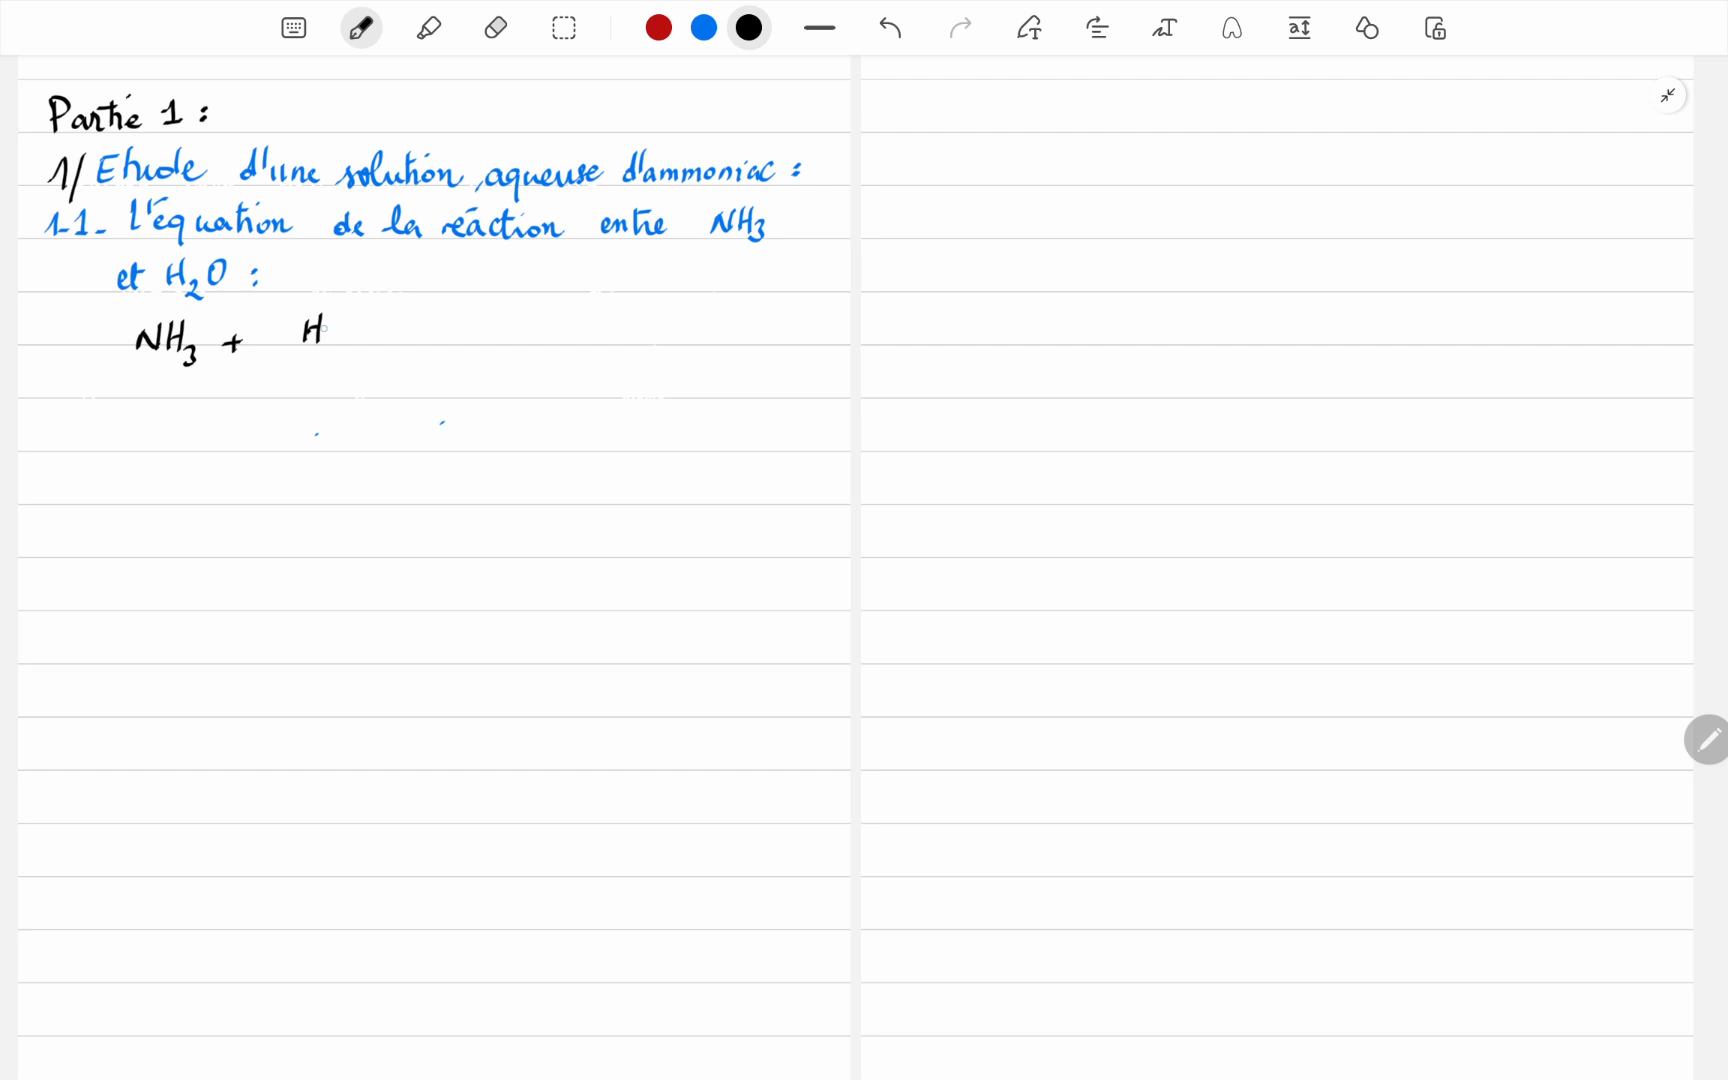 Partie 1 :
1/ Etude d'une solution aqueuse d'ammoniac :
1-1- l'équation de la réaction entre NH3
et H2O :
NH3 + H